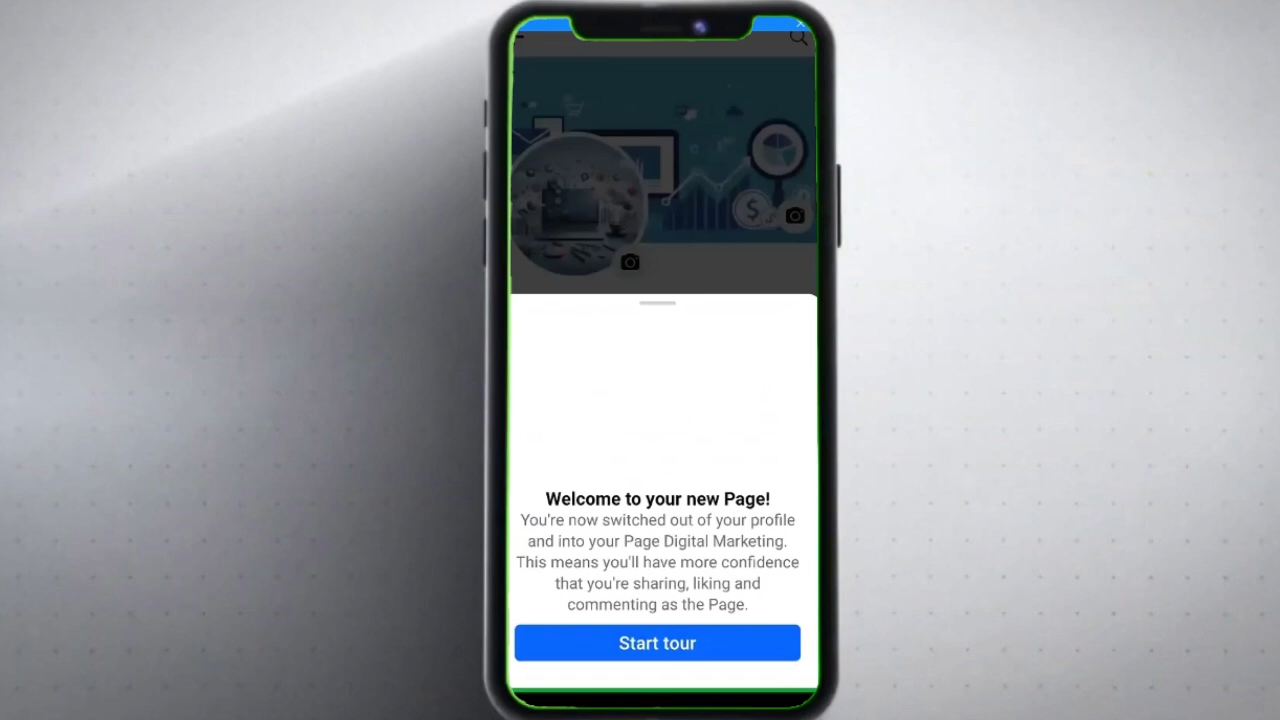 Welcome to your new Page!
You're now switched out of your profile
and into your Page Digital Marketing.
This means you'll have more confidence
that you're sharing, liking and
commenting as the Page.
Start tour